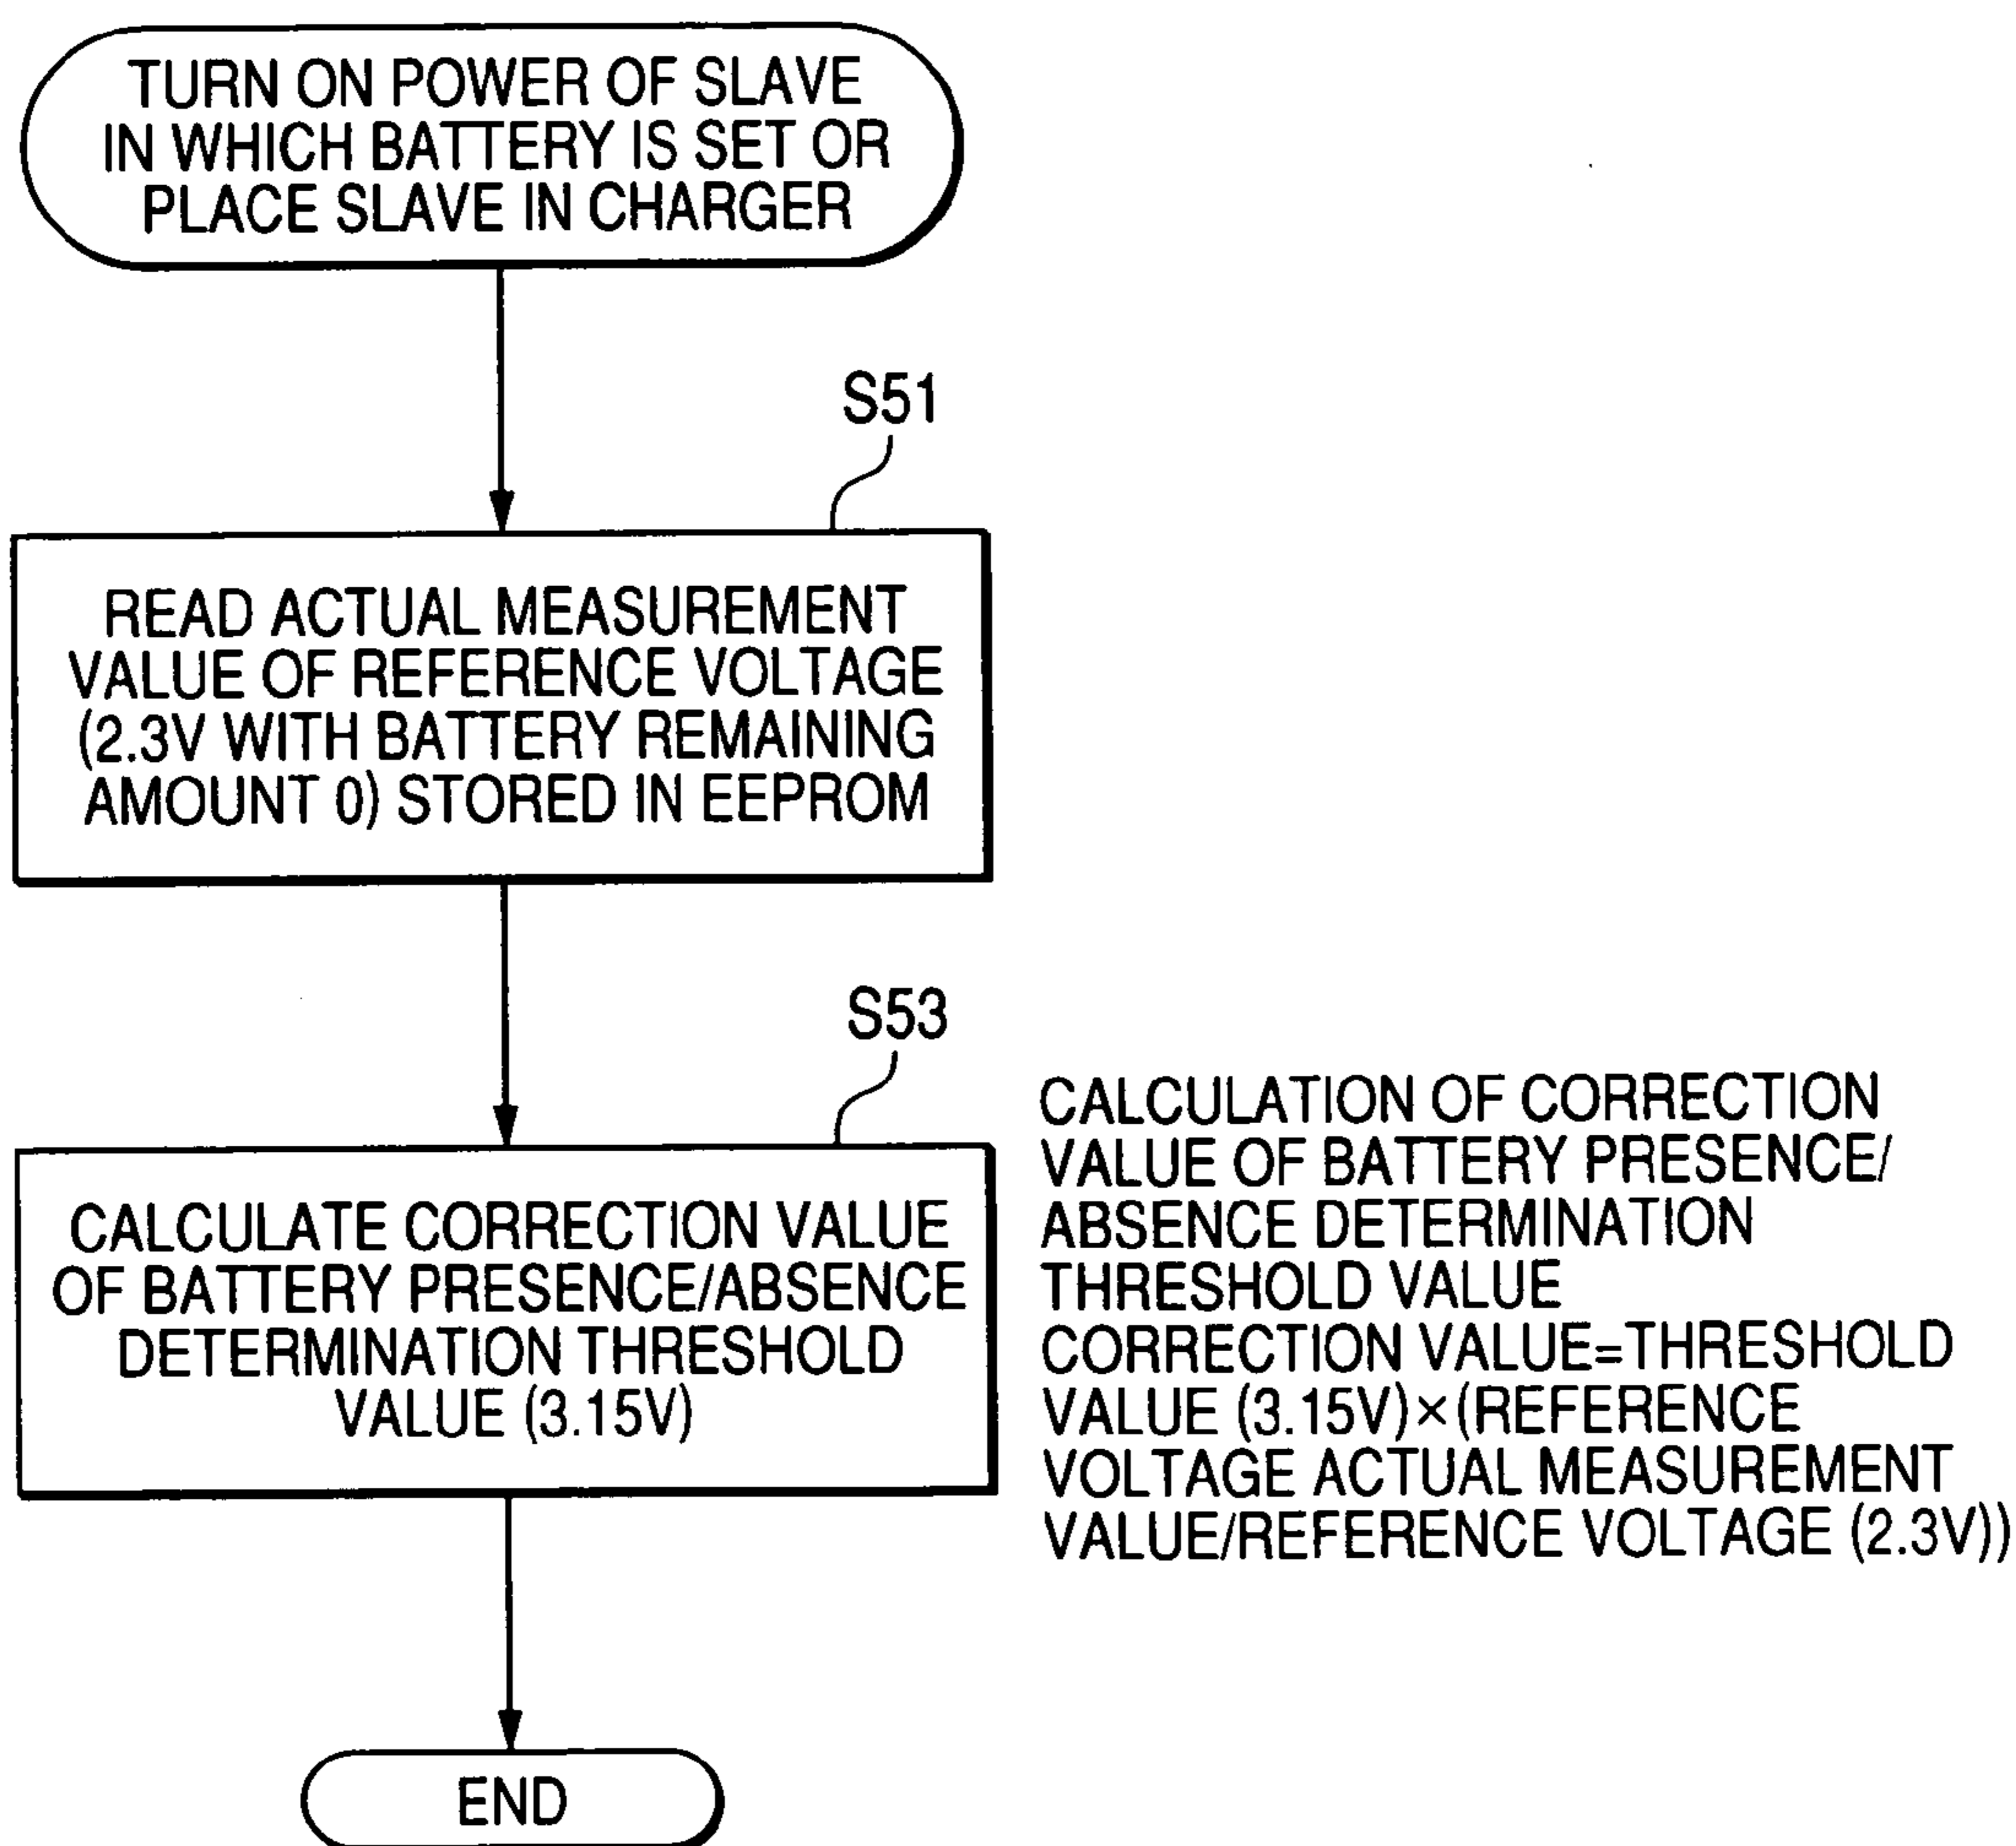 TURN ON POWER OF SLAVE
IN WHICH BATTERY IS SET OR
PLACE SLAVE IN CHARGER
S51
READ ACTUAL MEASUREMENT
VALUE OF REFERENCE VOLTAGE
(2.3V WITH BATTERY REMAINING
AMOUNT 0) STORED IN EEPROM
S53
CALCULATE CORRECTION VALUE
OF BATTERY PRESENCE/ABSENCE
DETERMINATION THRESHOLD
VALUE (3.15V)
CALCULATION OF CORRECTION
VALUE OF BATTERY PRESENCE/
ABSENCE DETERMINATION
THRESHOLD VALUE
CORRECTION VALUE=THRESHOLD
VALUE (3.15V)×(REFERENCE
VOLTAGE ACTUAL MEASUREMENT
VALUE/REFERENCE VOLTAGE (2.3V))
END